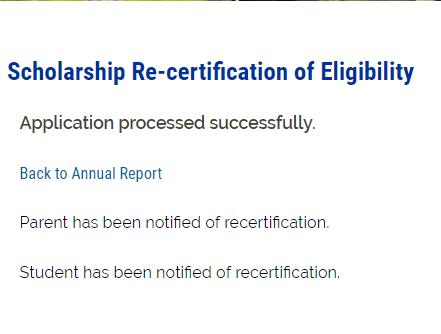 Scholarship Re-certification of Eligibility
Application processed successfully.
Back to Annual Report
Parent has been notified of recertification.
Student has been notified of recertification.